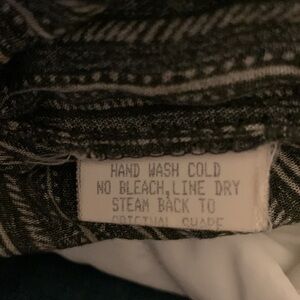 HAND WASH COLD
NO BLEACH, LINE DRY
STEAM BACK TO
ORIGINAL SHAPE